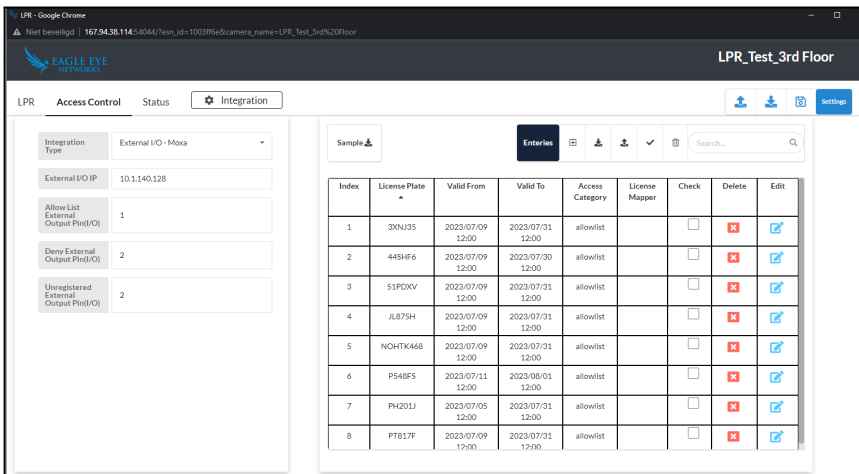 LPR - Google Chrome
Niet beveiligd | 167.94.38.114:54044/?esn_id=1003ff6e&camera_name=LPR_Test_3rd%20Floor
EAGLE EYE
NETWORKS
LPR_Test_3rd Floor
LPR Access Control Status Integration Settings
Integration
Type
External I/O - Moxa
External I/O IP
10.1.140.128
Allow List
External
Output Pin(I/O)
1
Deny External
Output Pin(I/O)
2
Unregistered
External
Output Pin(I/O)
2
Sample Enteries Search...
Index License Plate Valid From Valid To Access Category License Mapper Check Delete Edit
1 3XNJ35 2023/07/09 12:00 2023/07/31 12:00 allowlist
2 44SHF6 2023/07/09 12:00 2023/07/30 12:00 allowlist
3 51PDXV 2023/07/09 12:00 2023/07/31 12:00 allowlist
4 JL875H 2023/07/09 12:00 2023/07/31 12:00 allowlist
5 NOHTK468 2023/07/09 12:00 2023/07/31 12:00 allowlist
6 P548FS 2023/07/11 12:00 2023/08/01 12:00 allowlist
7 PH201J 2023/07/05 12:00 2023/07/31 12:00 allowlist
8 PT817F 2023/07/09 12:00 2023/07/31 12:00 allowlist